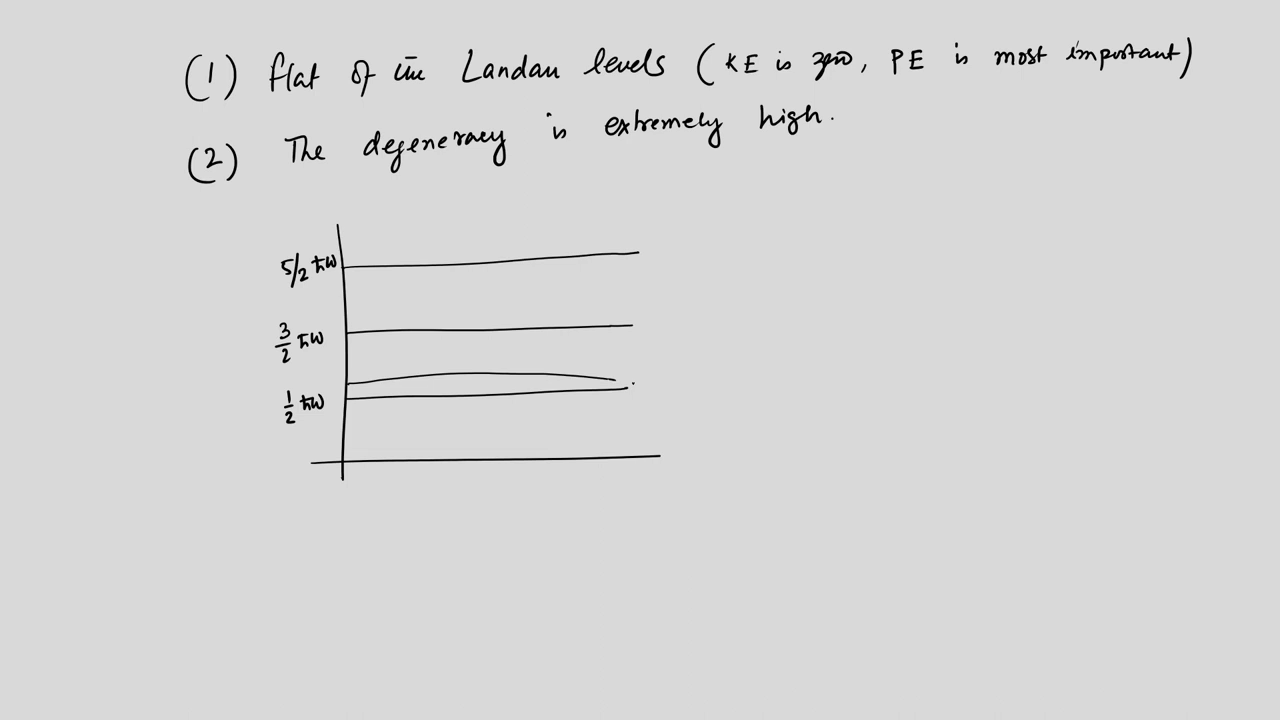 (1) flat of the Landau levels (KE is zero, PE is most important)
(2) The degeneracy is extremely high.
5/2 ħω
3/2 ħω
1/2 ħω